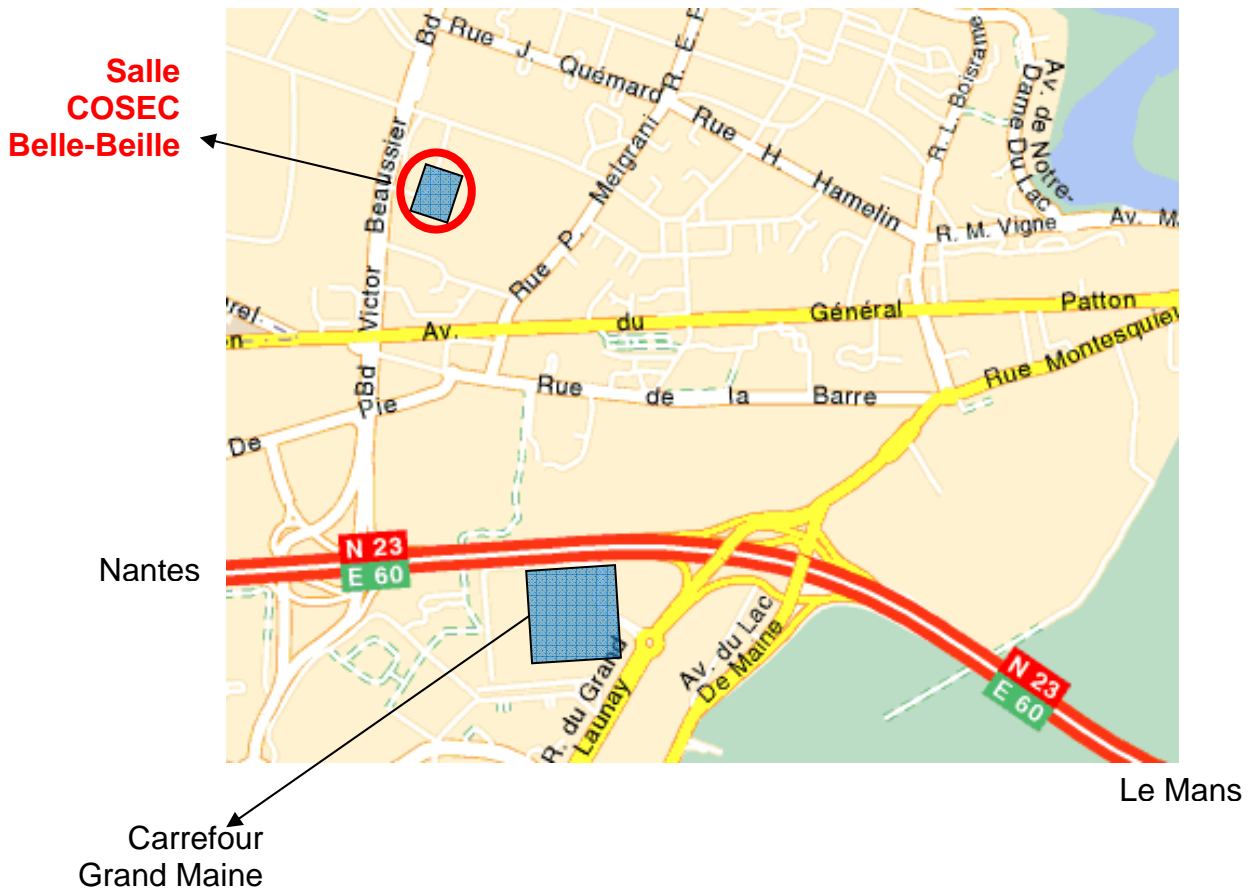 Salle
COSEC
Belle-Beille
Bd Victor Beaussier
Bd
Rue J. Quémard
R. E. F
R. L. Boisramé
Av. de Notre-
Dame Du Lac
Rue H. Hamelin
Rue P. Melgrani
R. M. Vigne
Av. M
Av. du Général Patton
Rue Montesquieu
Rue de la Barre
De Pie
N 23
E 60
Nantes
R. du Grand
Launay
Av. du Lac
De Maine
N 23
E 60
Le Mans
Carrefour
Grand Maine